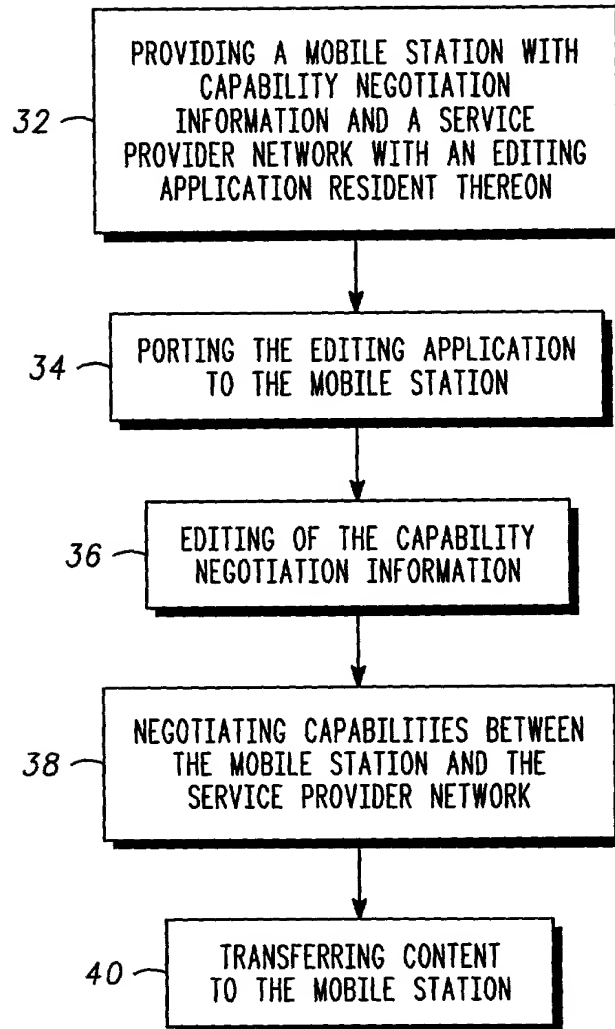 32
PROVIDING A MOBILE STATION WITH
CAPABILITY NEGOTIATION
INFORMATION AND A SERVICE
PROVIDER NETWORK WITH AN EDITING
APPLICATION RESIDENT THEREON
34
PORTING THE EDITING APPLICATION
TO THE MOBILE STATION
36
EDITING OF THE CAPABILITY
NEGOTIATION INFORMATION
38
NEGOTIATING CAPABILITIES BETWEEN
THE MOBILE STATION AND THE
SERVICE PROVIDER NETWORK
40
TRANSFERRING CONTENT
TO THE MOBILE STATION